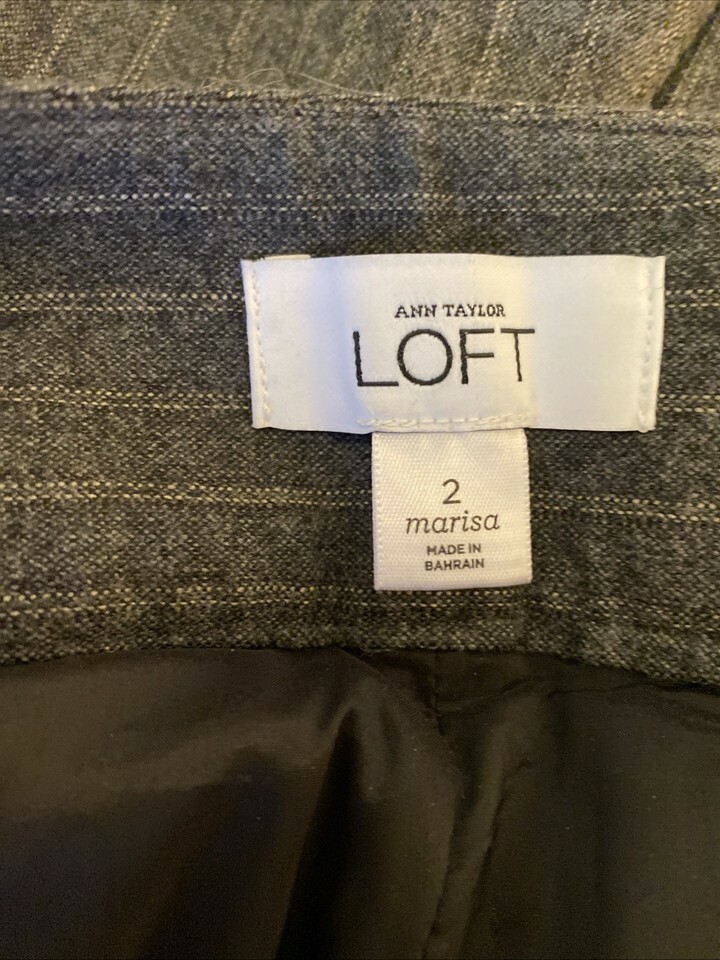 ANN TAYLOR
LOFT
2
marisa
MADE IN
BAHRAIN